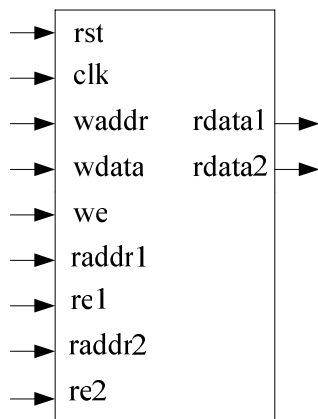 rst
clk
waddr rdata1
wdata rdata2
we
raddr1
re1
raddr2
re2